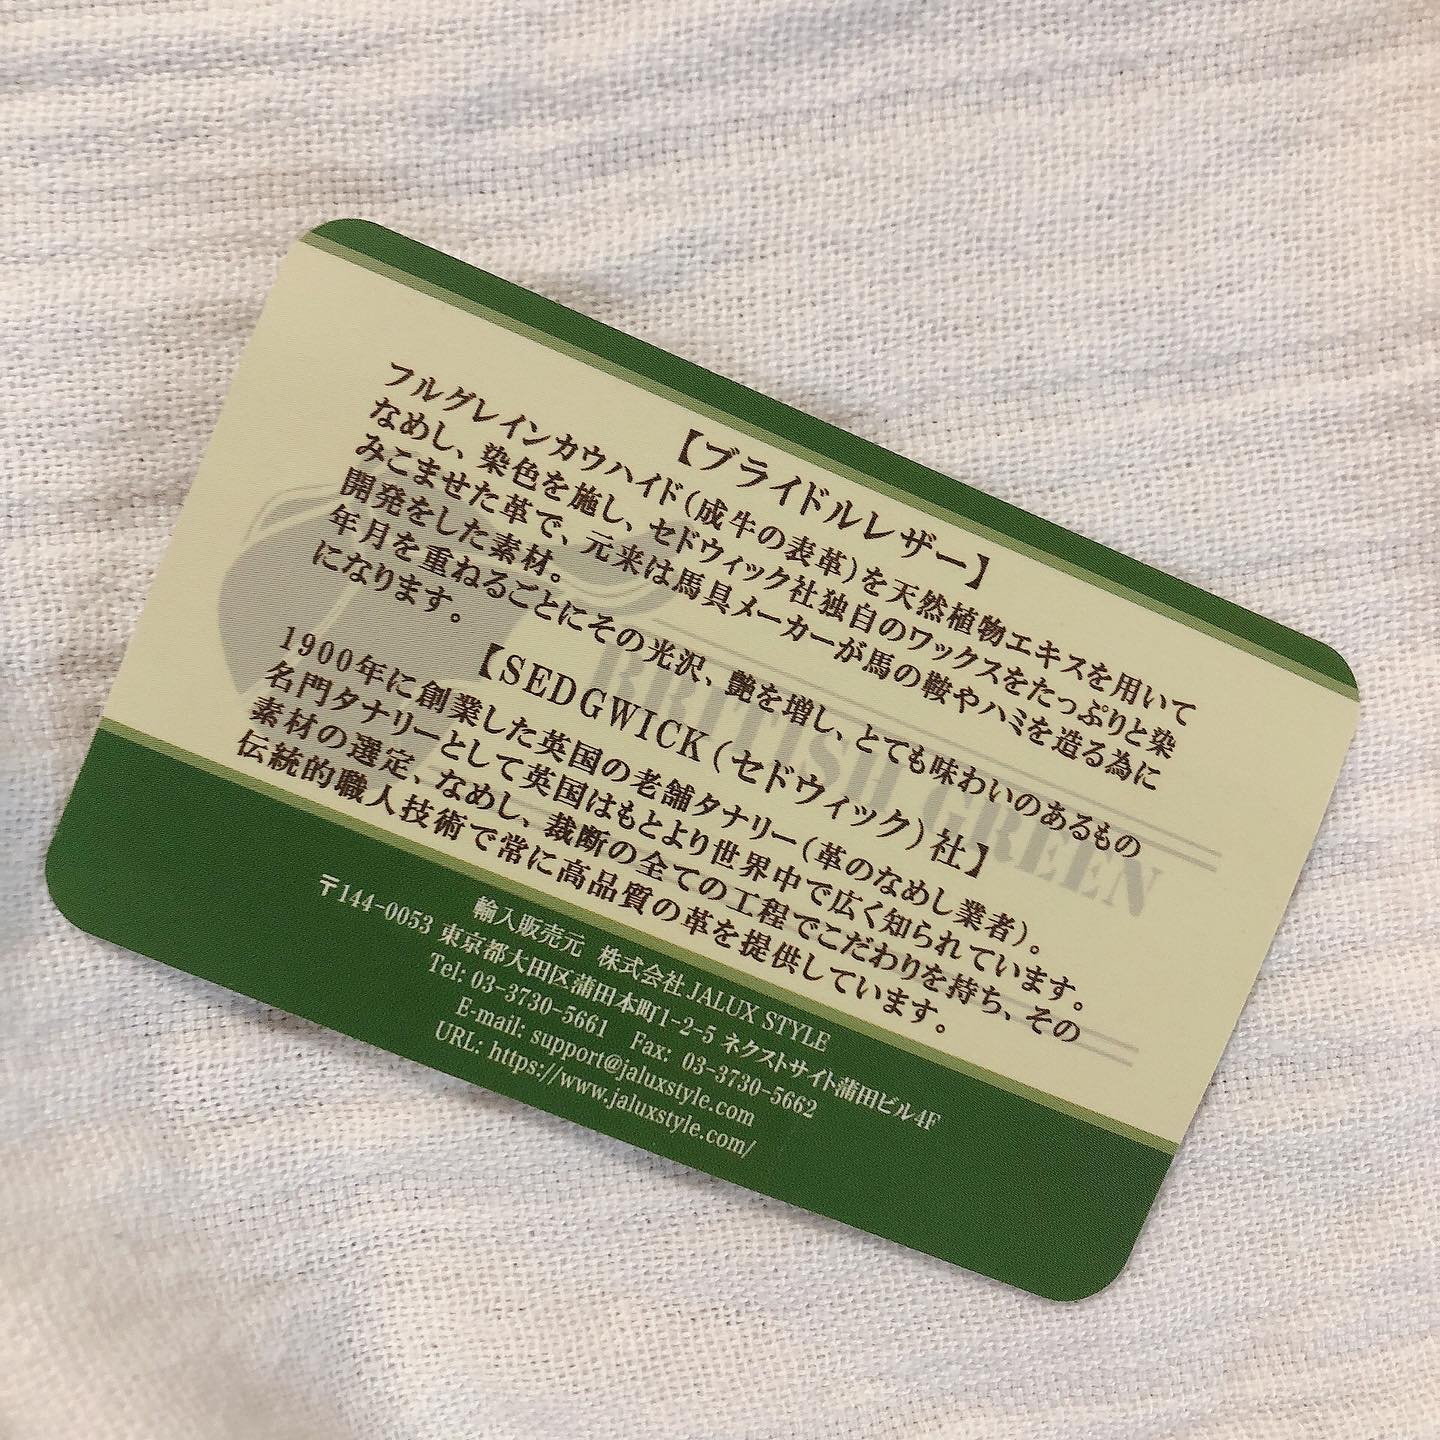 【ブライドルレザー】
フルグレインカウハイド(成牛の表革)を天然植物エキスを用いて
なめし、染色を施し、セドウィック社独自のワックスをたっぷりと染
みこませた革で、元来は馬具メーカーが馬の鞍やハミを造る為に
開発をした素材。
年月を重ねるごとにその光沢、艶を増し、とても味わいのあるもの
になります。
【SEDGWICK(セドウィック)社】
1900年に創業した英国の老舗タナリー(革のなめし業者)。
名門タナリーとして英国はもとより世界中で広く知られています。
素材の選定、なめし、裁断の全ての工程でこだわりを持ち、その
伝統的職人技術で常に高品質の革を提供しています。
BRITISH GREEN
輸入販売元 株式会社JALUX STYLE
〒144-0053 東京都大田区蒲田本町1-2-5 ネクストサイト蒲田ビル4F
Tel: 03-3730-5661 Fax: 03-3730-5662
E-mail: support@jaluxstyle.com
URL: https://www.jaluxstyle.com/